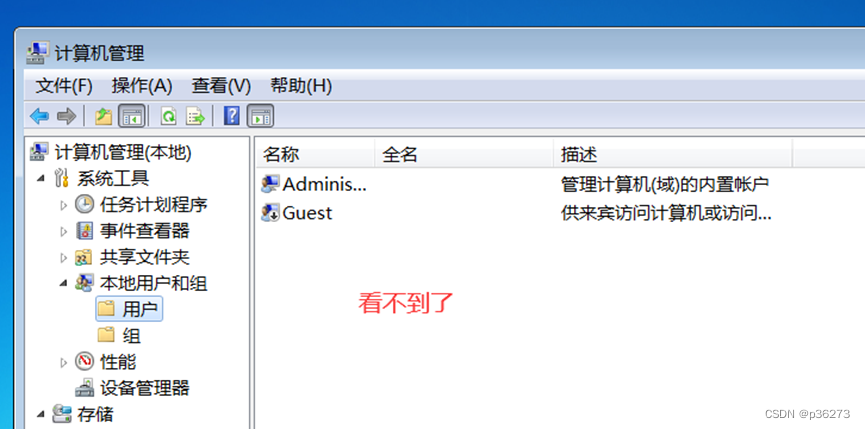 计算机管理
文件(F) 操作(A) 查看(V) 帮助(H)
计算机管理(本地)
系统工具
任务计划程序
事件查看器
共享文件夹
本地用户和组
用户
组
性能
设备管理器
存储
名称 全名 描述
Adminis... 管理计算机(域)的内置帐户
Guest 供来宾访问计算机或访问...
看不到了
CSDN @p36273